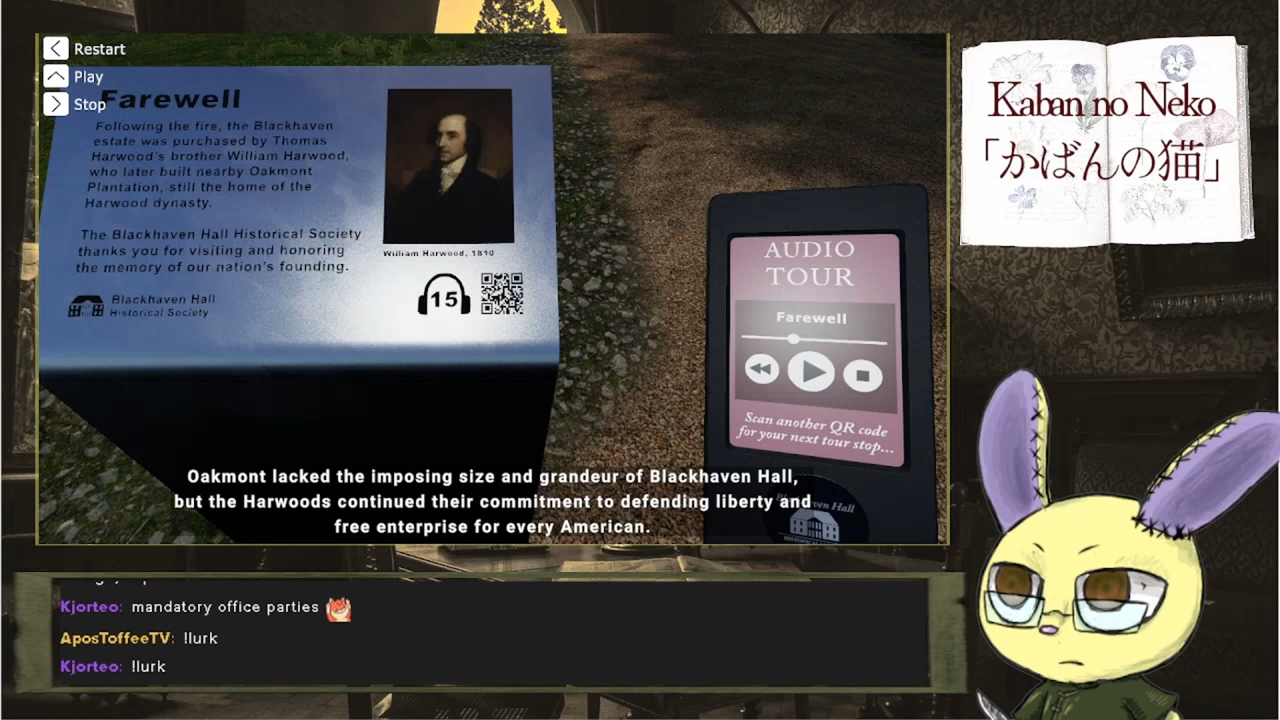 Restart
Play
Stop
Farewell
Following the fire, the Blackhaven
estate was purchased by Thomas
Harwood's brother William Harwood,
who later built nearby Oakmont
Plantation, still the home of the
Harwood dynasty.
The Blackhaven Hall Historical Society
thanks you for visiting and honoring
the memory of our nation's founding.
Blackhaven Hall
Historical Society
William Harwood, 1810
15
AUDIO
TOUR
Farewell
Scan another QR code
for your next tour stop...
Oakmont lacked the imposing size and grandeur of Blackhaven Hall,
but the Harwoods continued their commitment to defending liberty and
free enterprise for every American.
Kaban no Neko
「かばんの猫」
Kjorteo: mandatory office parties
AposToffeeTV: !lurk
Kjorteo: !lurk